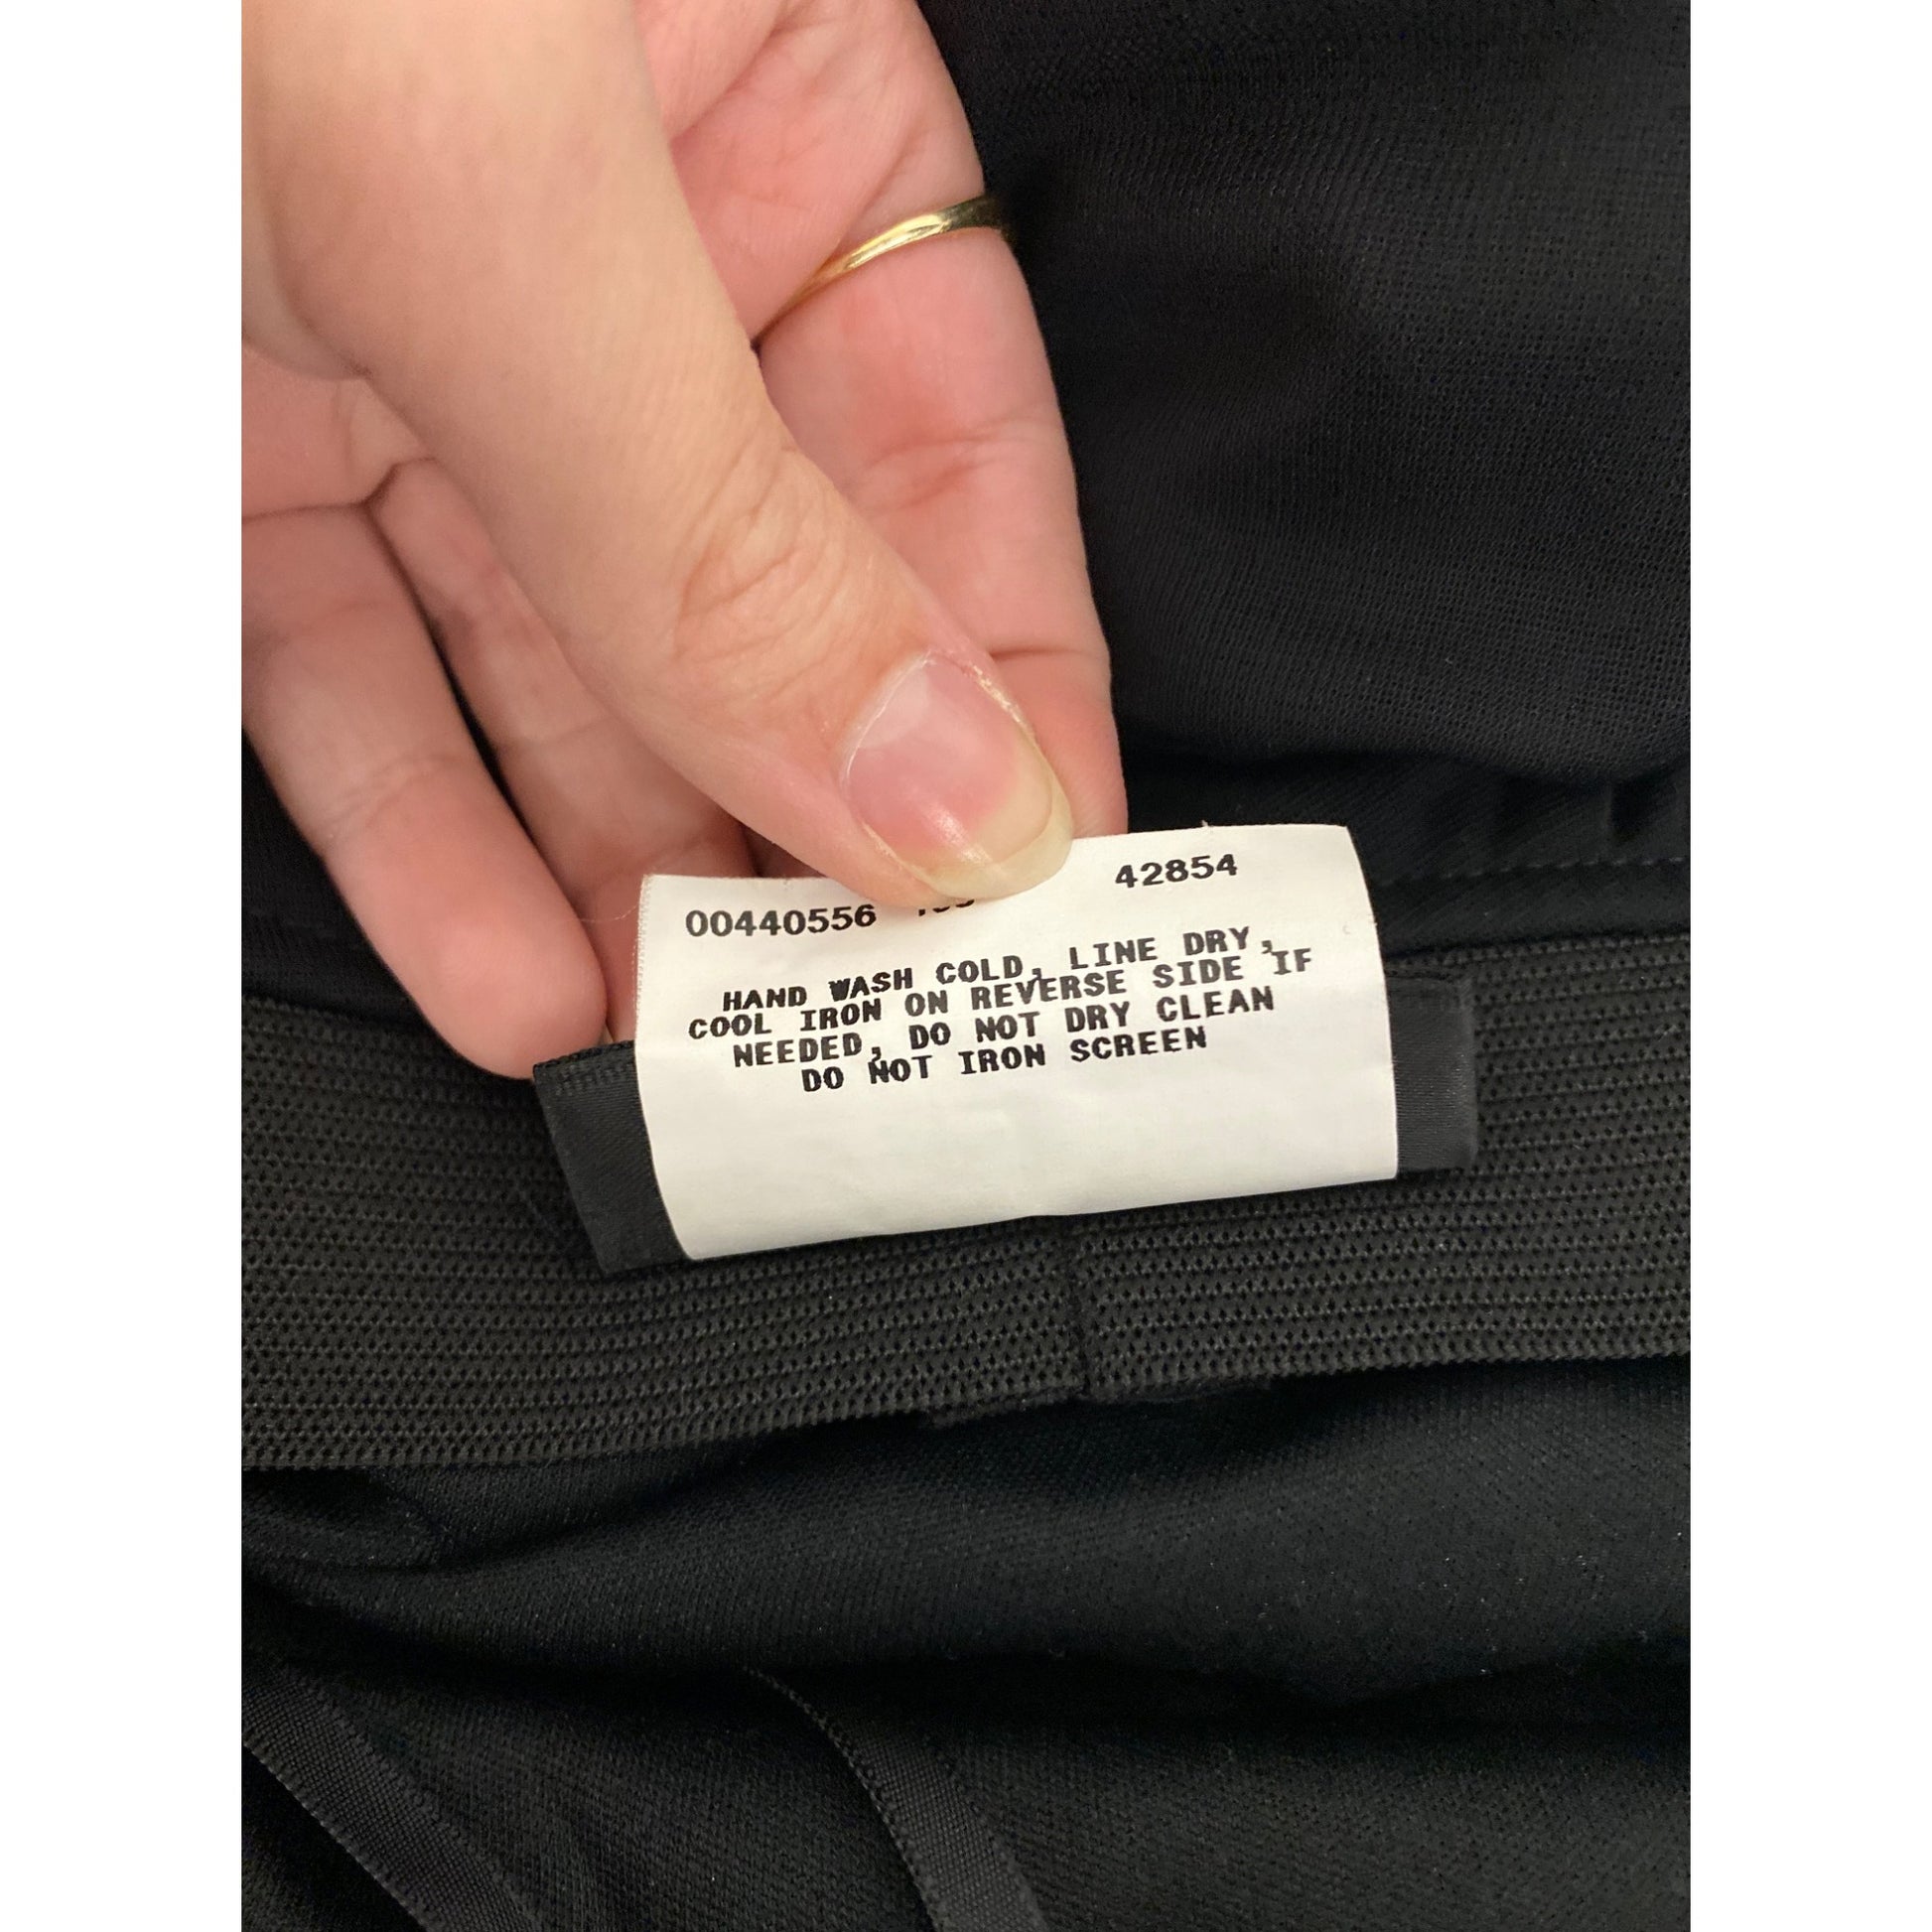 00440556 42854
HAND WASH COLD, LINE DRY,
COOL IRON ON REVERSE SIDE IF
NEEDED, DO NOT DRY CLEAN
DO NOT IRON SCREEN